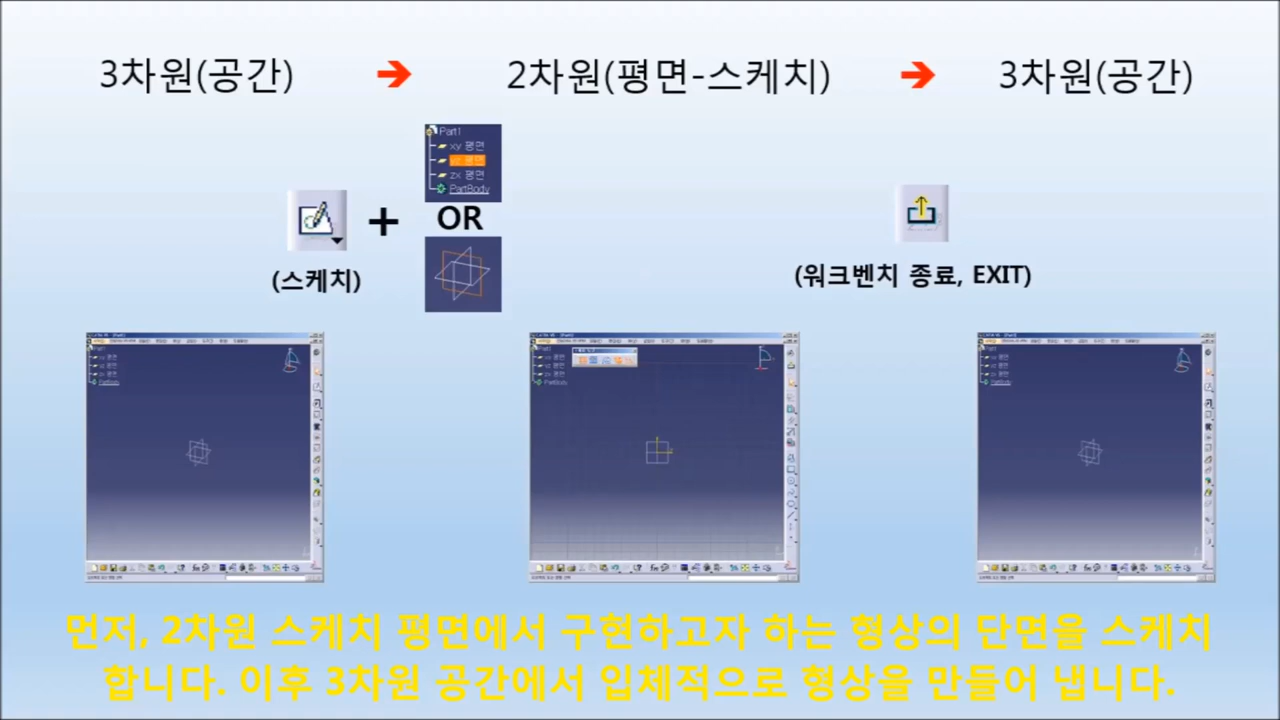 3차원(공간) ➔ 2차원(평면-스케치) ➔ 3차원(공간)
Part1
xy 평면
yz 평면
zx 평면
PartBody
+
OR
(스케치)
(워크벤치 종료, EXIT)
먼저, 2차원 스케치 평면에서 구현하고자 하는 형상의 단면을 스케치
합니다. 이후 3차원 공간에서 입체적으로 형상을 만들어 냅니다.